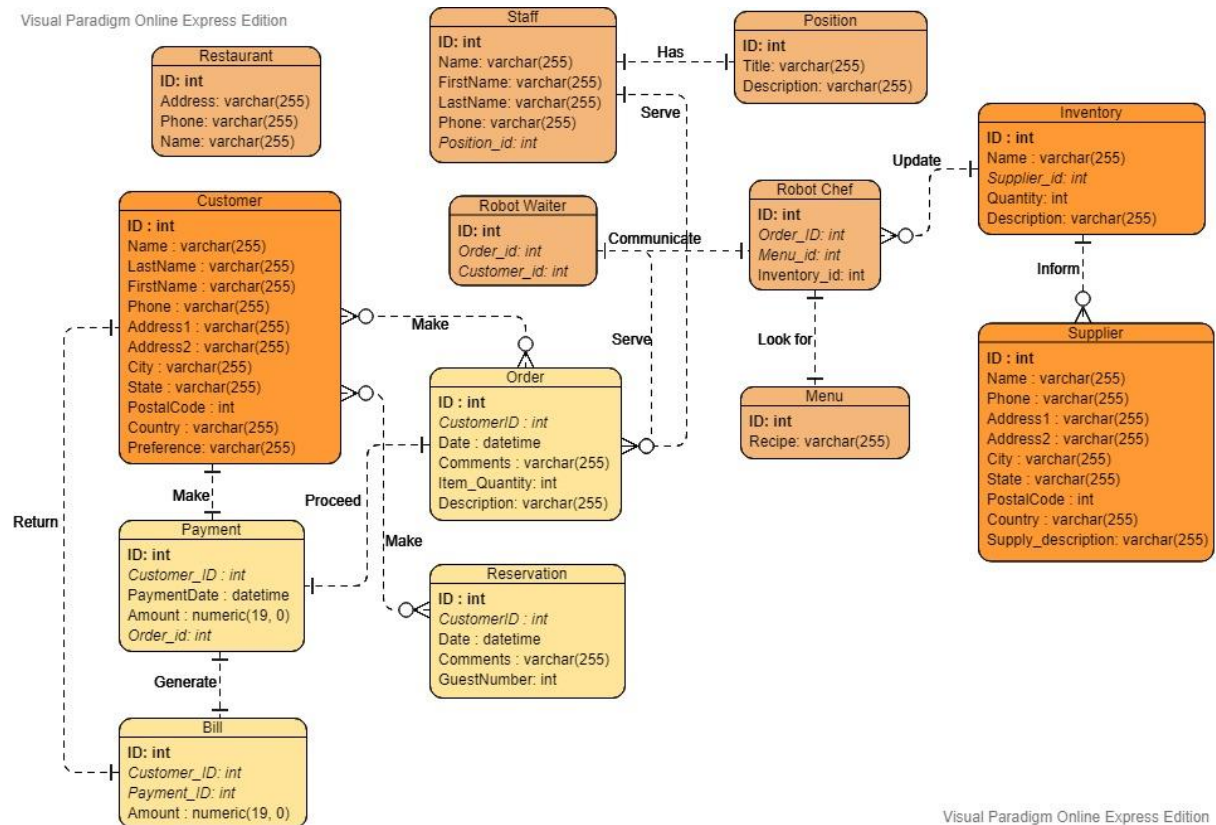 Visual Paradigm Online Express Edition
Restaurant
ID: int
Address: varchar(255)
Phone: varchar(255)
Name: varchar(255)
Staff
ID: int
Name: varchar(255)
FirstName: varchar(255)
LastName: varchar(255)
Phone: varchar(255)
Position_id: int
Has
Serve
Position
ID: int
Title: varchar(255)
Description: varchar(255)
Inventory
ID : int
Name : varchar(255)
Supplier_id: int
Quantity: int
Description: varchar(255)
Update
Customer
ID : int
Name : varchar(255)
LastName : varchar(255)
FirstName : varchar(255)
Phone : varchar(255)
Address1 : varchar(255)
Address2 : varchar(255)
City : varchar(255)
State : varchar(255)
PostalCode : int
Country : varchar(255)
Preference: varchar(255)
Robot Waiter
ID: int
Order_id: int
Customer_id: int
Communicate
Robot Chef
ID: int
Order_ID: int
Menu_id: int
Inventory_id: int
Inform
Make
Serve
Look for
Order
ID : int
CustomerID : int
Date : datetime
Comments : varchar(255)
Item_Quantity: int
Description: varchar(255)
Menu
ID: int
Recipe: varchar(255)
Supplier
ID : int
Name : varchar(255)
Phone : varchar(255)
Address1 : varchar(255)
Address2 : varchar(255)
City : varchar(255)
State : varchar(255)
PostalCode : int
Country : varchar(255)
Supply_description: varchar(255)
Return
Make
Proceed
Make
Payment
ID: int
Customer_ID : int
PaymentDate : datetime
Amount : numeric(19, 0)
Order_id: int
Reservation
ID : int
CustomerID : int
Date : datetime
Comments : varchar(255)
GuestNumber: int
Generate
Bill
ID: int
Customer_ID: int
Payment_ID: int
Amount : numeric(19, 0)
Visual Paradigm Online Express Edition